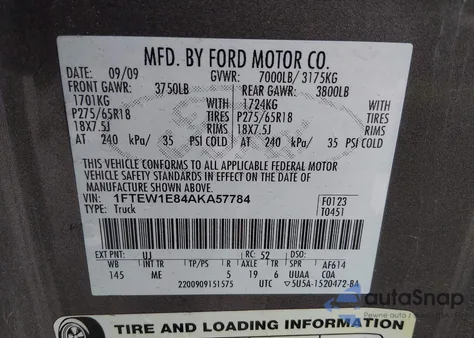 MFD. BY FORD MOTOR CO.
DATE: 09/09 GVWR: 7000LB/ 3175KG
FRONT GAWR: 3750LB REAR GAWR: 3800LB
1701KG WITH 1724KG WITH
P275/65R18 TIRES P275/65R18 TIRES
18X7.5J RIMS 18X7.5J RIMS
AT 240 kPa/ 35 PSI COLD AT 240 kPa/ 35 PSI COLD
THIS VEHICLE CONFORMS TO ALL APPLICABLE FEDERAL MOTOR
VEHICLE SAFETY STANDARDS IN EFFECT ON THE DATE OF
MANUFACTURE SHOWN ABOVE.
VIN: 1FTEW1E84AKA57784 F0123
TYPE: Truck T0451
EXT PNT: UJ RC: 52 DSO:
WB INT TR TP/PS R AXLE TR SPR AF614
145 ME 5 19 6 UUAA COA
2200909151575 UTC 5U5A-1520472-BA
autoSnap
Pewne auto z USA
TIRE AND LOADING INFORMATION